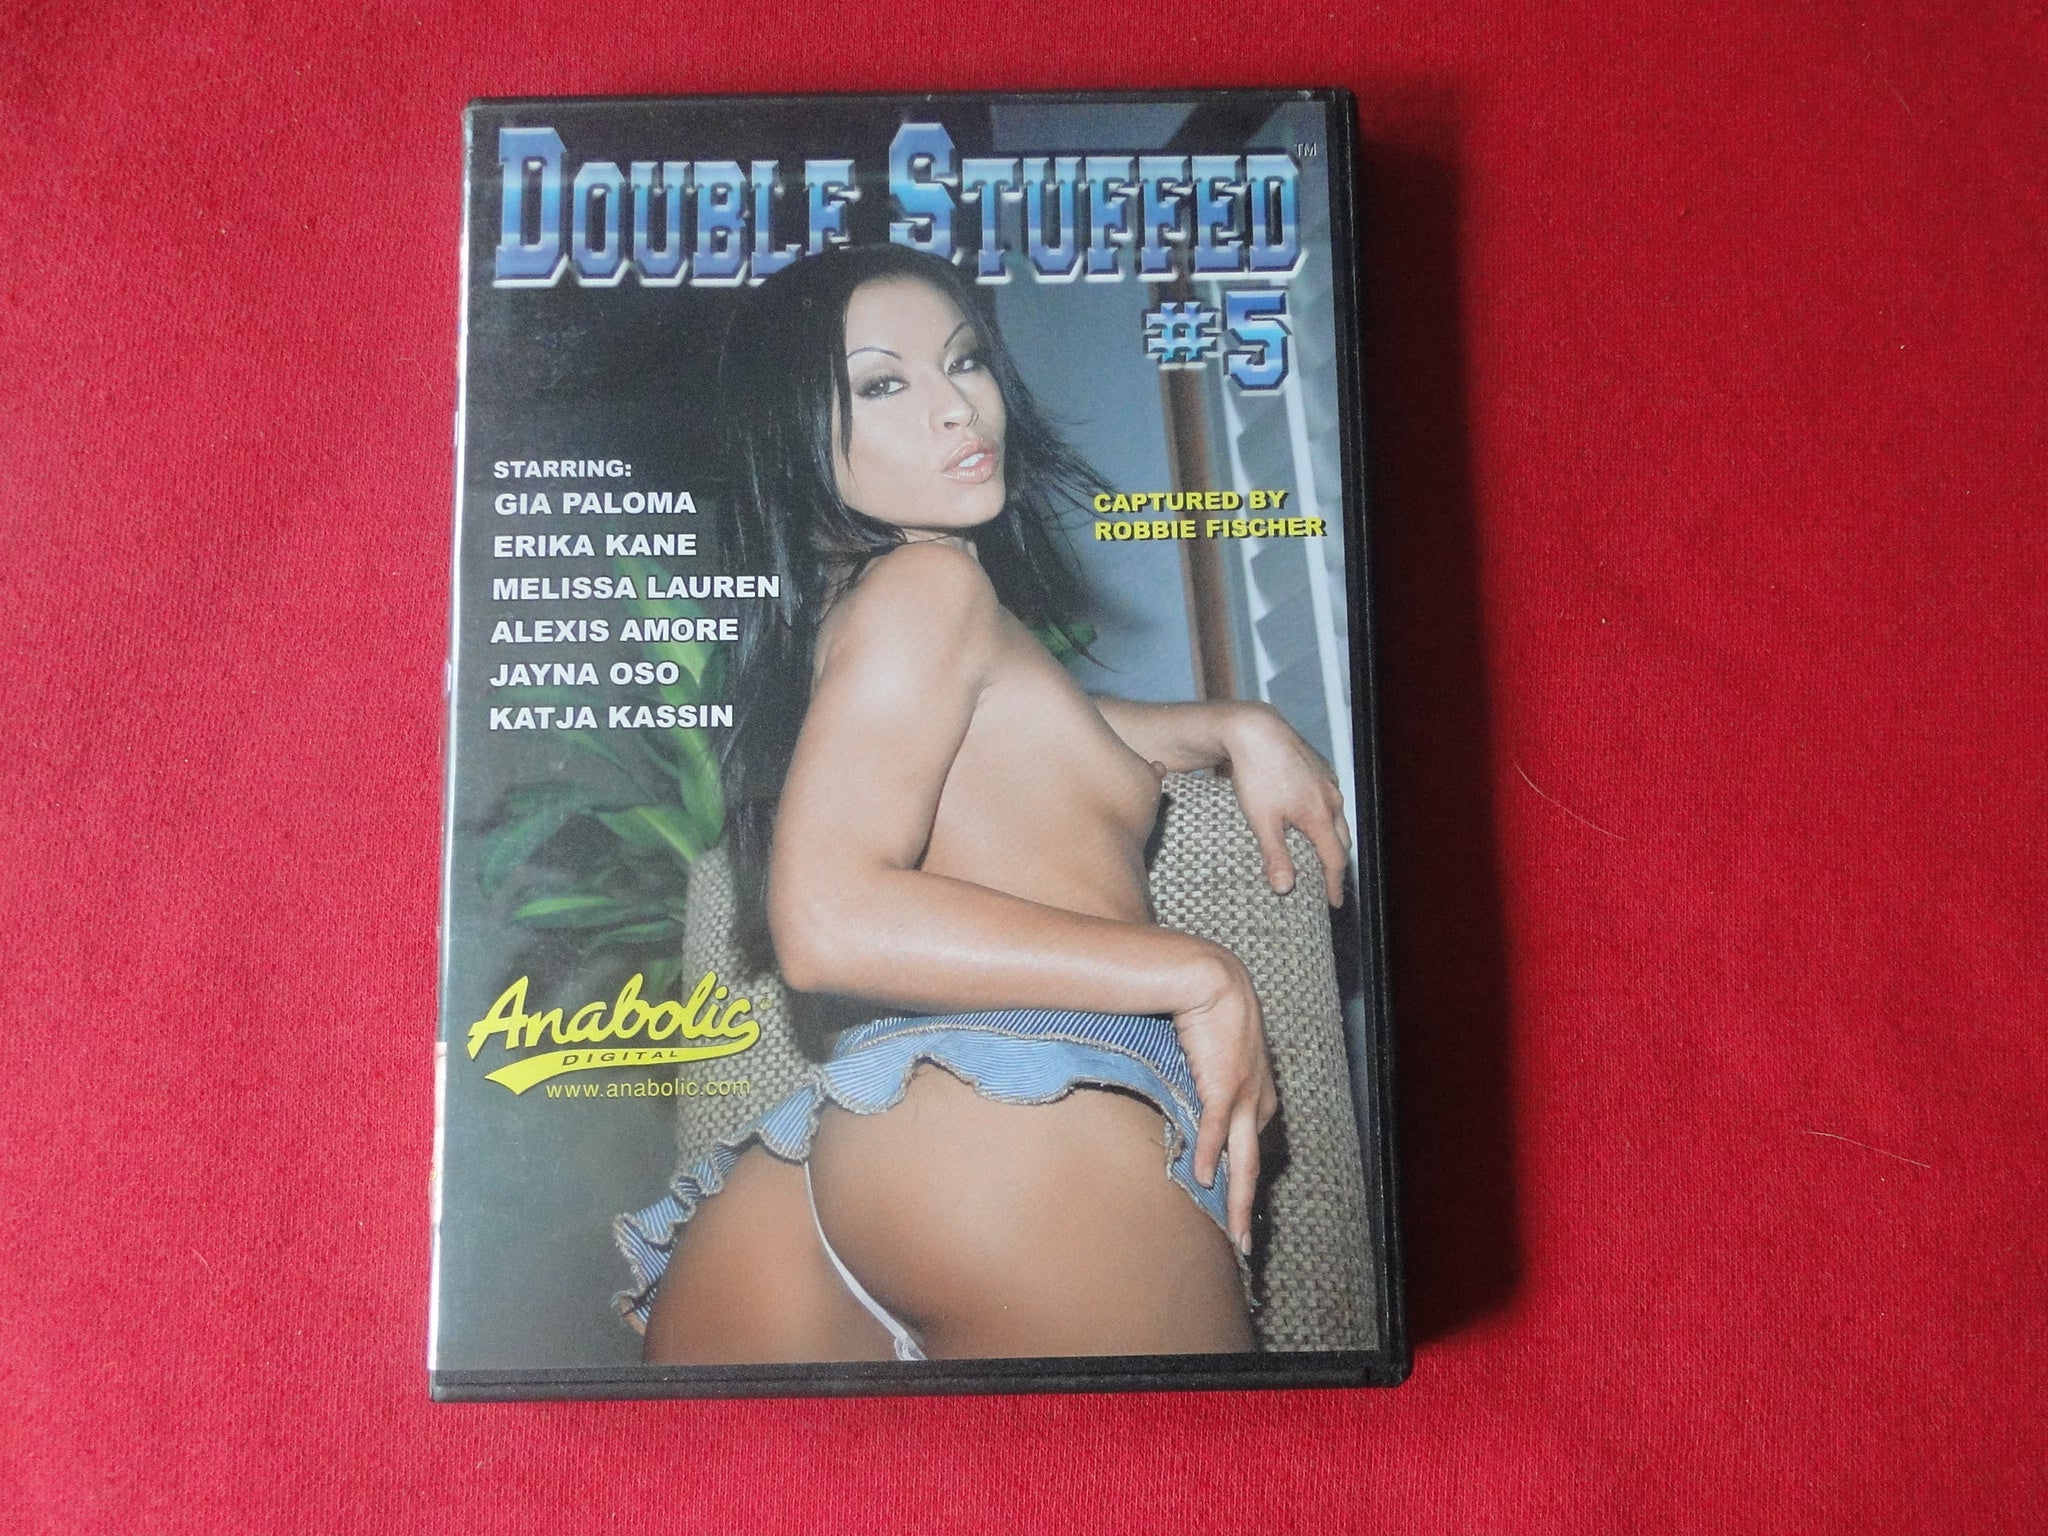 DOUBLE STUFFED™
#5
STARRING:
GIA PALOMA
ERIKA KANE
MELISSA LAUREN
ALEXIS AMORE
JAYNA OSO
KATJA KASSIN
CAPTURED BY
ROBBIE FISCHER
Anabolic®
DIGITAL
www.anabolic.com